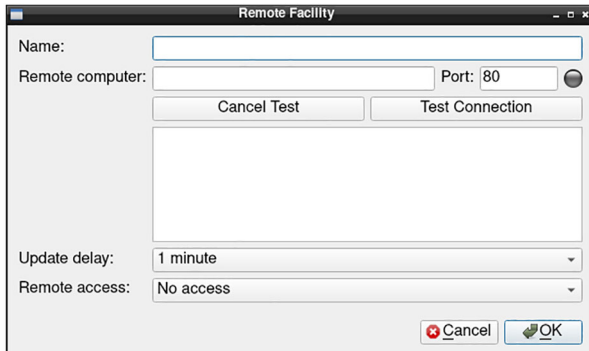 Remote Facility
Name:
Remote computer: Port: 80
Cancel Test Test Connection
Update delay: 1 minute
Remote access: No access
Cancel OK